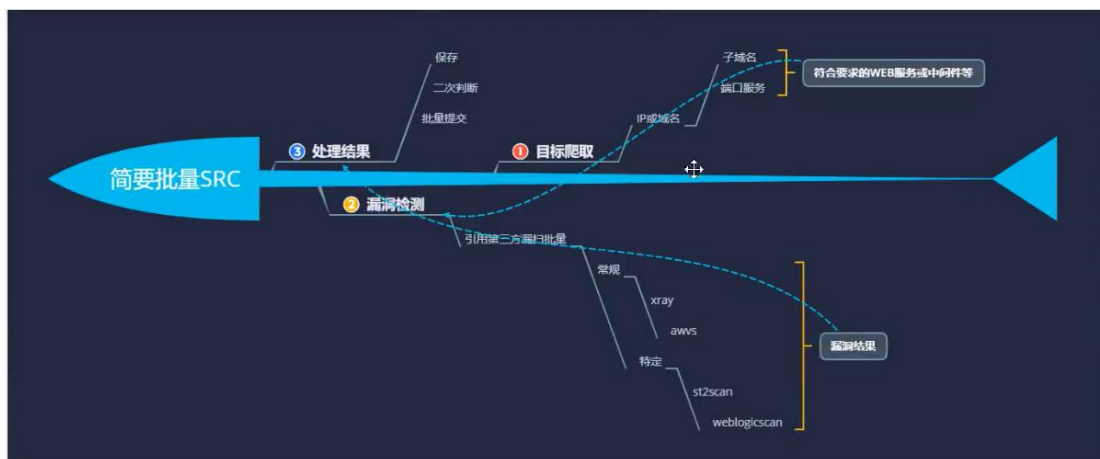 简要批量SRC
③ 处理结果
保存
二次判断
批量提交
① 目标爬取
IP或域名
子域名
端口服务
符合要求的WEB服务或中间件等
② 漏洞检测
引用第三方漏扫批量
常规
xray
awvs
特定
st2scan
weblogicscan
漏洞结果